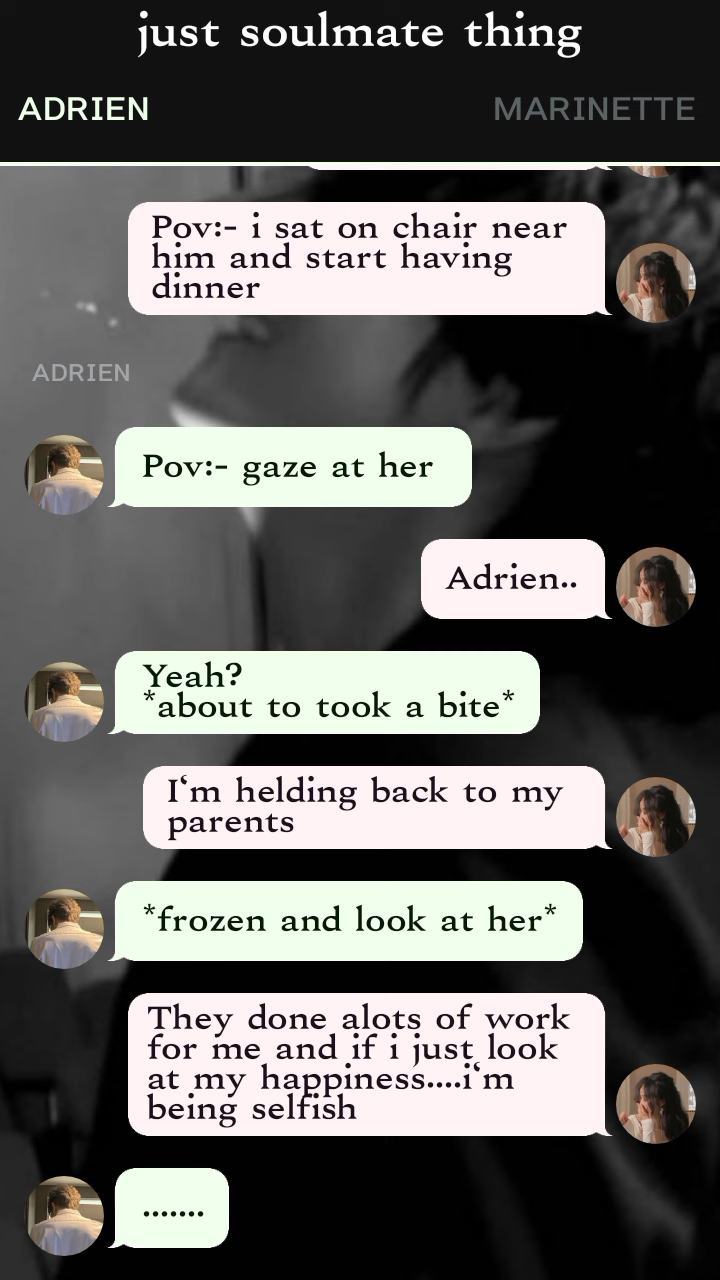 just soulmate thing
ADRIEN
MARINETTE
Pov:- i sat on chair near
him and start having
dinner
ADRIEN
Pov:- gaze at her
Adrien..
Yeah?
*about to took a bite*
I‘m helding back to my
parents
*frozen and look at her*
They done alots of work
for me and if i just look
at my happiness....i‘m
being selfish
.......